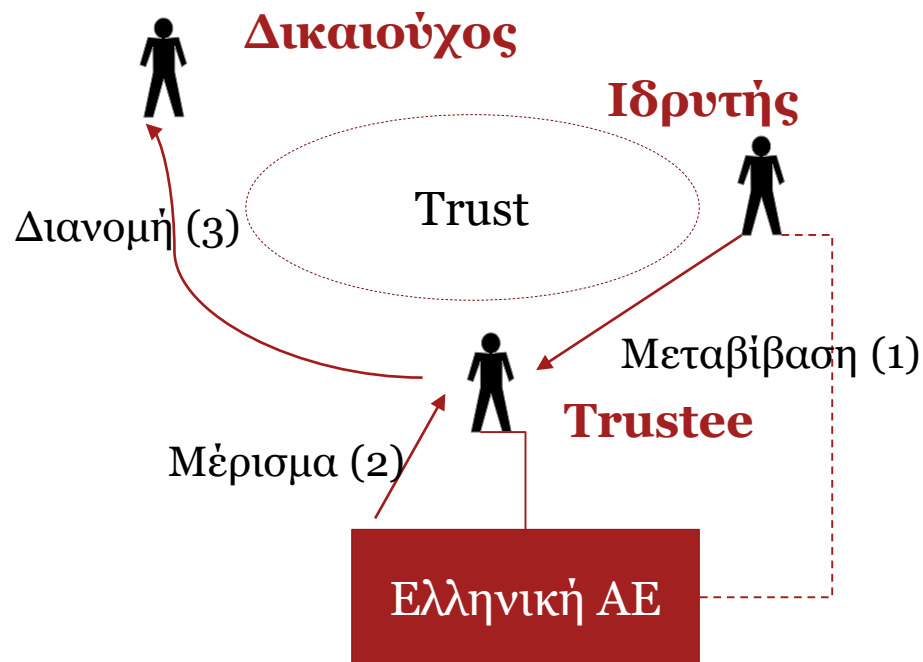 Δικαιούχος
Ιδρυτής
Trust
Διανομή (3)
Μεταβίβαση (1)
Trustee
Μέρισμα (2)
Ελληνική ΑΕ